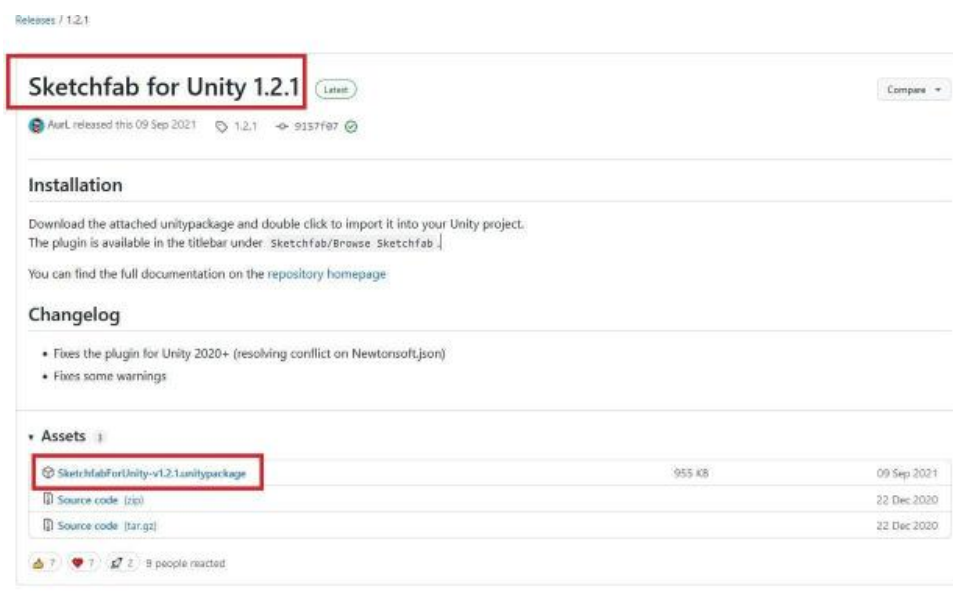 Releases / 1.2.1
Sketchfab for Unity 1.2.1 Latest Compare
AurL released this 09 Sep 2021 1.2.1 9157f07
Installation
Download the attached unitypackage and double click to import it into your Unity project.
The plugin is available in the titlebar under Sketchfab/Browse Sketchfab.
You can find the full documentation on the repository homepage
Changelog
• Fixes the plugin for Unity 2020+ (resolving conflict on Newtonsoft.json)
• Fixes some warnings
Assets 3
SketchfabForUnity-v1.2.1.unitypackage 955 KB 09 Sep 2021
Source code (zip) 22 Dec 2020
Source code (tar.gz) 22 Dec 2020
7 7 2 9 people reacted